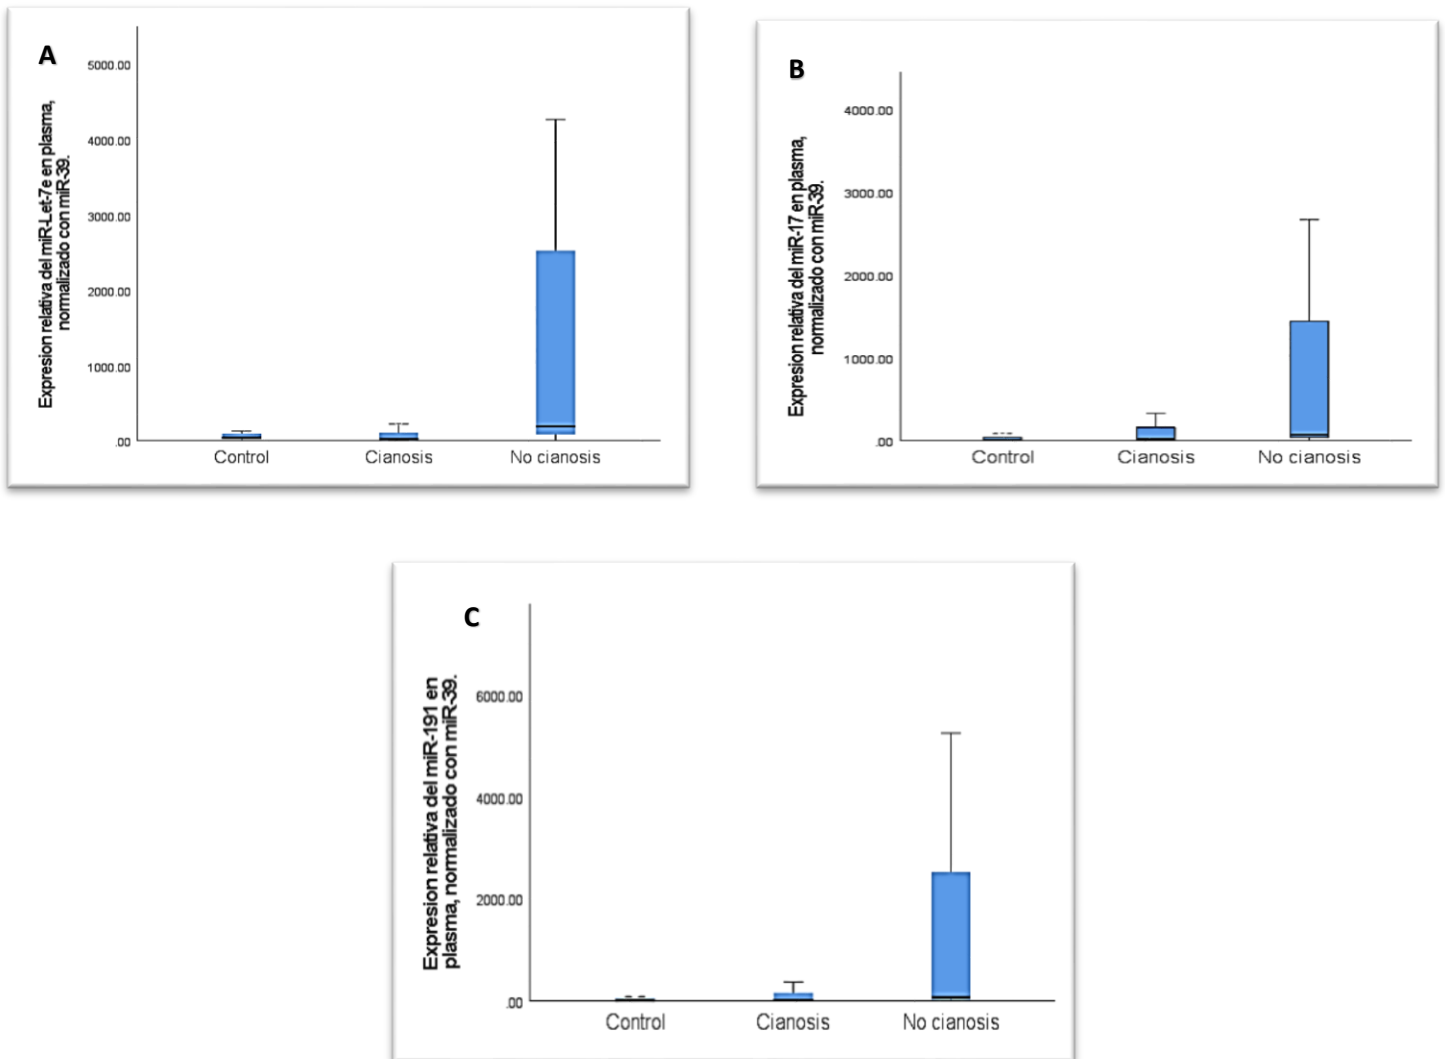 A
Expresion relativa del miR-Let-7e en plasma,
normalizado con miR-39.
5000.00
4000.00
3000.00
2000.00
1000.00
.00
Control
Cianosis
No cianosis
B
Expresion relativa del miR-17 en plasma,
normalizado con miR-39.
4000.00
3000.00
2000.00
1000.00
.00
Control
Cianosis
No cianosis
C
Expresion relativa del miR-191 en
plasma, normalizado con miR-39.
6000.00
4000.00
2000.00
.00
Control
Cianosis
No cianosis